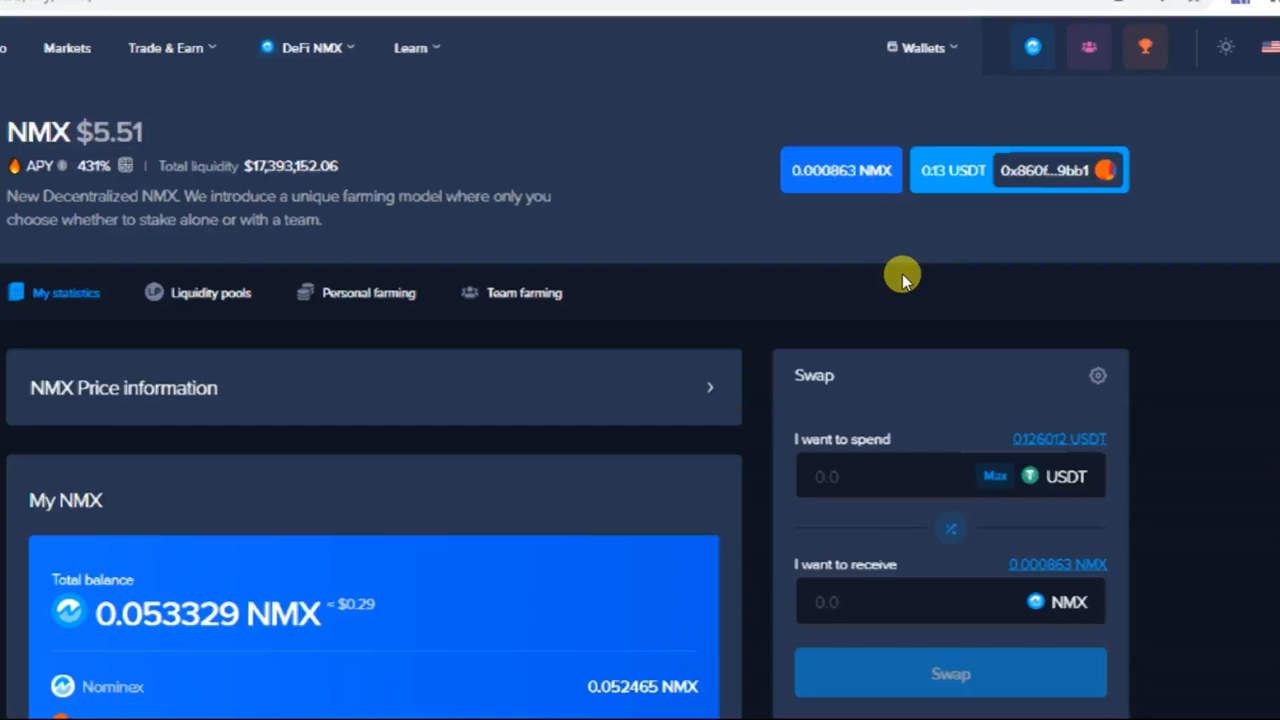 Markets Trade & Earn DeFi NMX Learn Wallets
NMX $5.51
APY 431% Total liquidity $17,393,152.06
0.000863 NMX 0.13 USDT 0x860f...9bb1
New Decentralized NMX. We introduce a unique farming model where only you
choose whether to stake alone or with a team.
My statistics Liquidity pools Personal farming Team farming
NMX Price information
My NMX
Total balance
0.053329 NMX ≈ $0.29
Nominex 0.052465 NMX
Swap
I want to spend 0.126012 USDT
0.0 Max USDT
I want to receive 0.000863 NMX
0.0 NMX
Swap